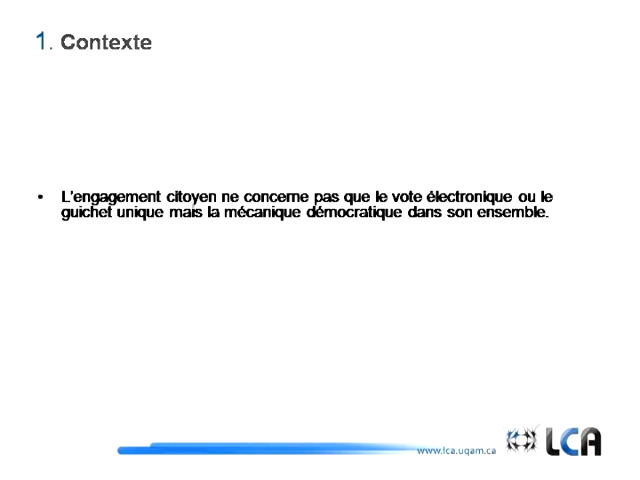 1. Contexte
• L'engagement citoyen ne concerne pas que le vote électronique ou le
guichet unique mais la mécanique démocratique dans son ensemble.
www.lca.uqam.ca
LCA